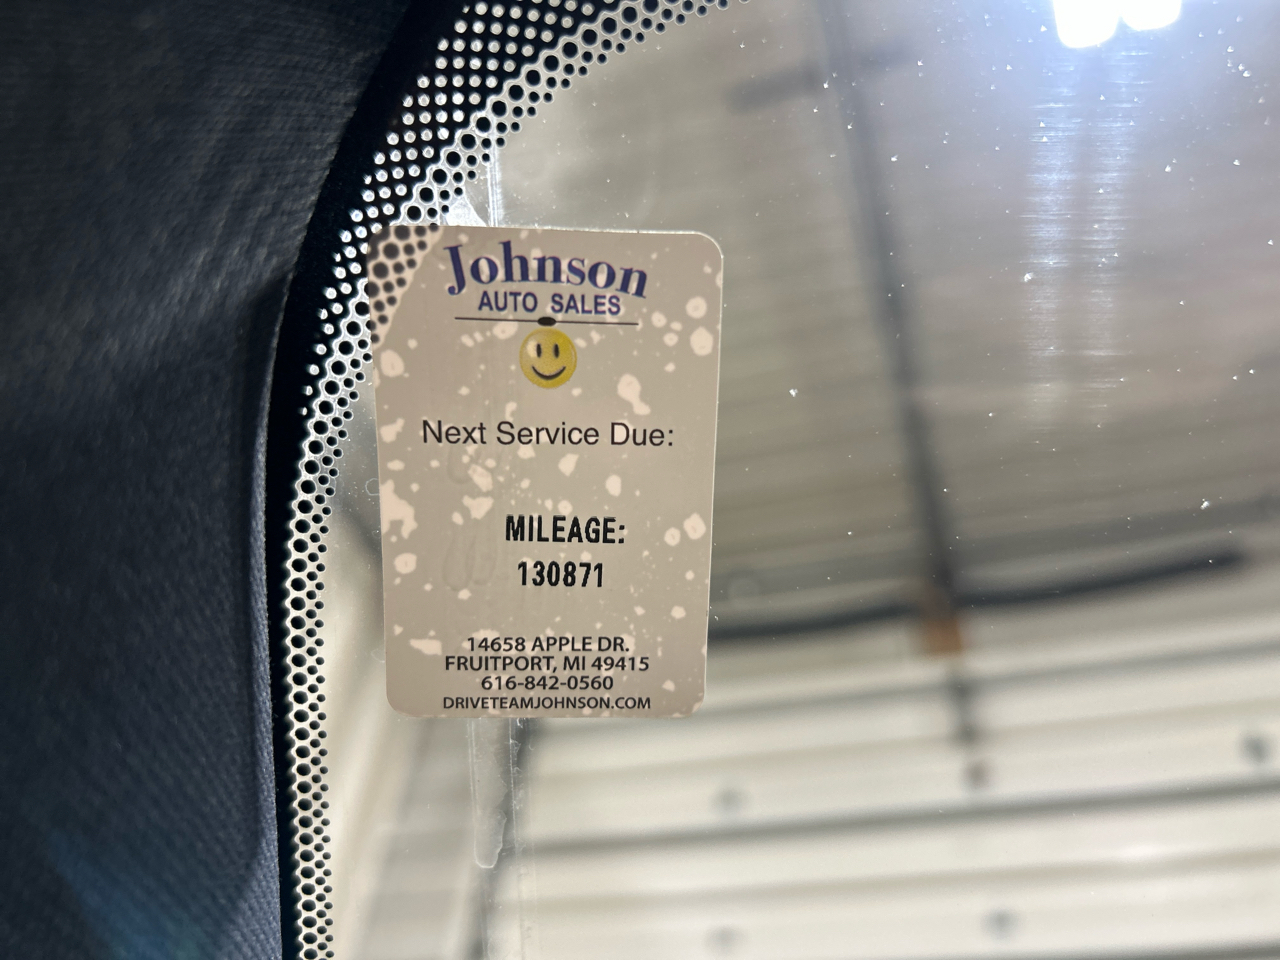 Johnson
AUTO SALES
Next Service Due:
MILEAGE:
130871
14658 APPLE DR.
FRUITPORT, MI 49415
616-842-0560
DRIVETEAMJOHNSON.COM